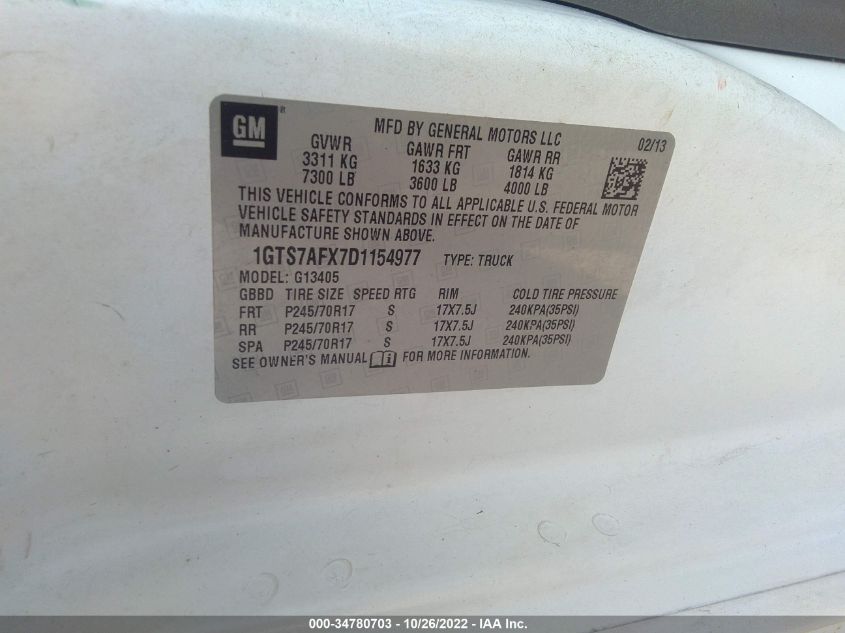 GM
®
MFD BY GENERAL MOTORS LLC
02/13
GVWR GAWR FRT GAWR RR
3311 KG 1633 KG 1814 KG
7300 LB 3600 LB 4000 LB
THIS VEHICLE CONFORMS TO ALL APPLICABLE U.S. FEDERAL MOTOR
VEHICLE SAFETY STANDARDS IN EFFECT ON THE DATE OF
MANUFACTURE SHOWN ABOVE.
1GTS7AFX7D1154977 TYPE: TRUCK
MODEL: G13405
GBBD TIRE SIZE SPEED RTG RIM COLD TIRE PRESSURE
FRT P245/70R17 S 17X7.5J 240KPA(35PSI)
RR P245/70R17 S 17X7.5J 240KPA(35PSI)
SPA P245/70R17 S 17X7.5J 240KPA(35PSI)
SEE OWNER'S MANUAL i FOR MORE INFORMATION.
000-34780703 - 10/26/2022 - IAA Inc.